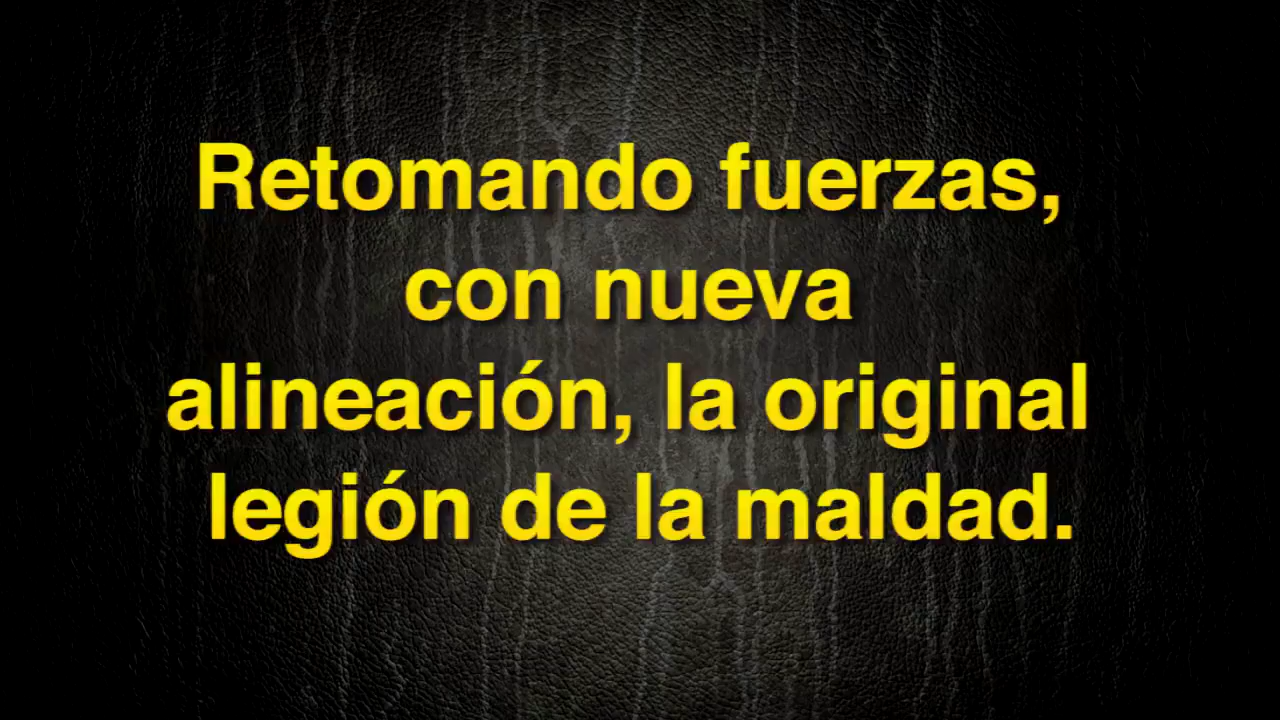 Retomando fuerzas,
con nueva
alineación, la original
legión de la maldad.